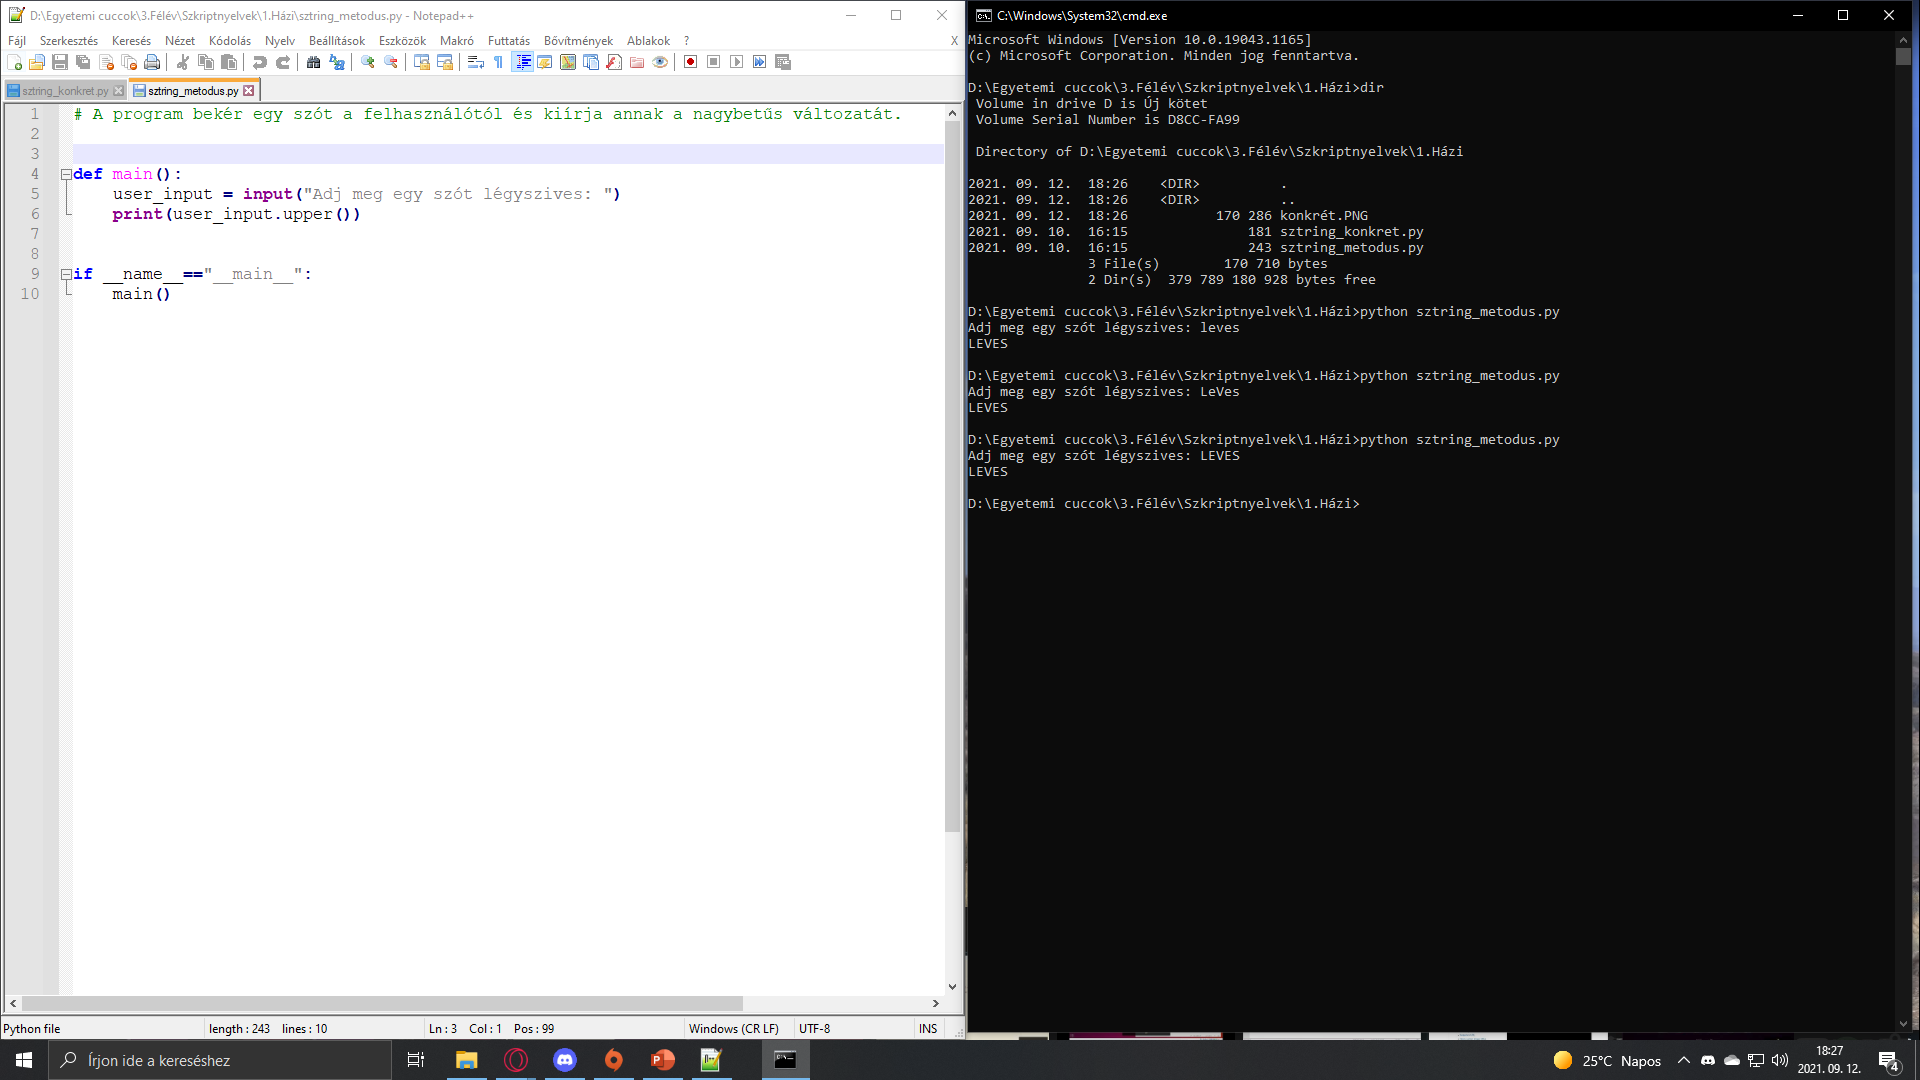 D:\Egyetemi cuccok\3.Félév\Szkriptnyelvek\1.Házi\sztring_metodus.py - Notepad++
Fájl Szerkesztés Keresés Nézet Kódolás Nyelv Beállítások Eszközök Makró Futtatás Bővítmények Ablakok ? X
sztring_konkret.py sztring_metodus.py
1 # A program bekér egy szót a felhasználótól és kiírja annak a nagybetűs változatát.
2
3
4 def main():
5 user_input = input("Adj meg egy szót légyszives: ")
6 print(user_input.upper())
7
8
9 if __name__=="__main__":
10 main()
Python file length : 243 lines : 10 Ln : 3 Col : 1 Pos : 99 Windows (CR LF) UTF-8 INS
C:\Windows\System32\cmd.exe
Microsoft Windows [Version 10.0.19043.1165]
(c) Microsoft Corporation. Minden jog fenntartva.
D:\Egyetemi cuccok\3.Félév\Szkriptnyelvek\1.Házi>dir
Volume in drive D is Új kötet
Volume Serial Number is D8CC-FA99
Directory of D:\Egyetemi cuccok\3.Félév\Szkriptnyelvek\1.Házi
2021. 09. 12. 18:26 <DIR> .
2021. 09. 12. 18:26 <DIR> ..
2021. 09. 12. 18:26 170 286 konkrét.PNG
2021. 09. 10. 16:15 181 sztring_konkret.py
2021. 09. 10. 16:15 243 sztring_metodus.py
3 File(s) 170 710 bytes
2 Dir(s) 379 789 180 928 bytes free
D:\Egyetemi cuccok\3.Félév\Szkriptnyelvek\1.Házi>python sztring_metodus.py
Adj meg egy szót légyszives: leves
LEVES
D:\Egyetemi cuccok\3.Félév\Szkriptnyelvek\1.Házi>python sztring_metodus.py
Adj meg egy szót légyszives: LeVes
LEVES
D:\Egyetemi cuccok\3.Félév\Szkriptnyelvek\1.Házi>python sztring_metodus.py
Adj meg egy szót légyszives: LEVES
LEVES
D:\Egyetemi cuccok\3.Félév\Szkriptnyelvek\1.Házi>
Írjon ide a kereséshez
25°C Napos
18:27
2021. 09. 12.
4